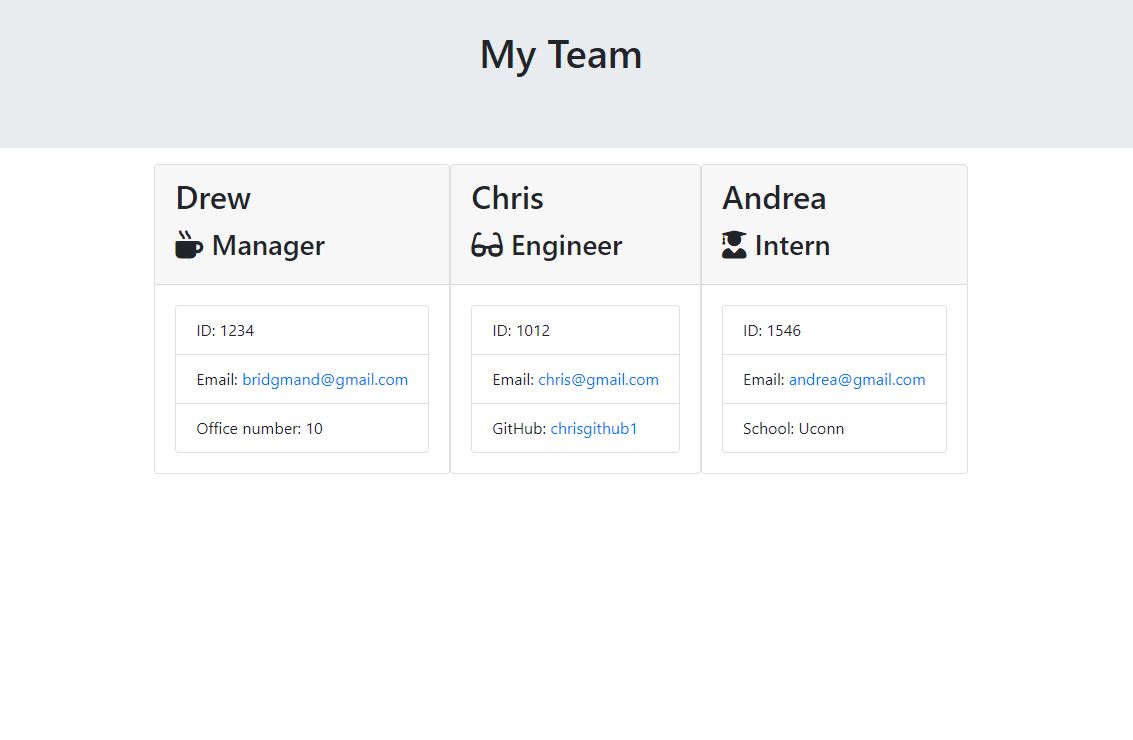 My Team
Drew
Manager
ID: 1234
Email: bridgmand@gmail.com
Office number: 10
Chris
Engineer
ID: 1012
Email: chris@gmail.com
GitHub: chrisgithub1
Andrea
Intern
ID: 1546
Email: andrea@gmail.com
School: Uconn